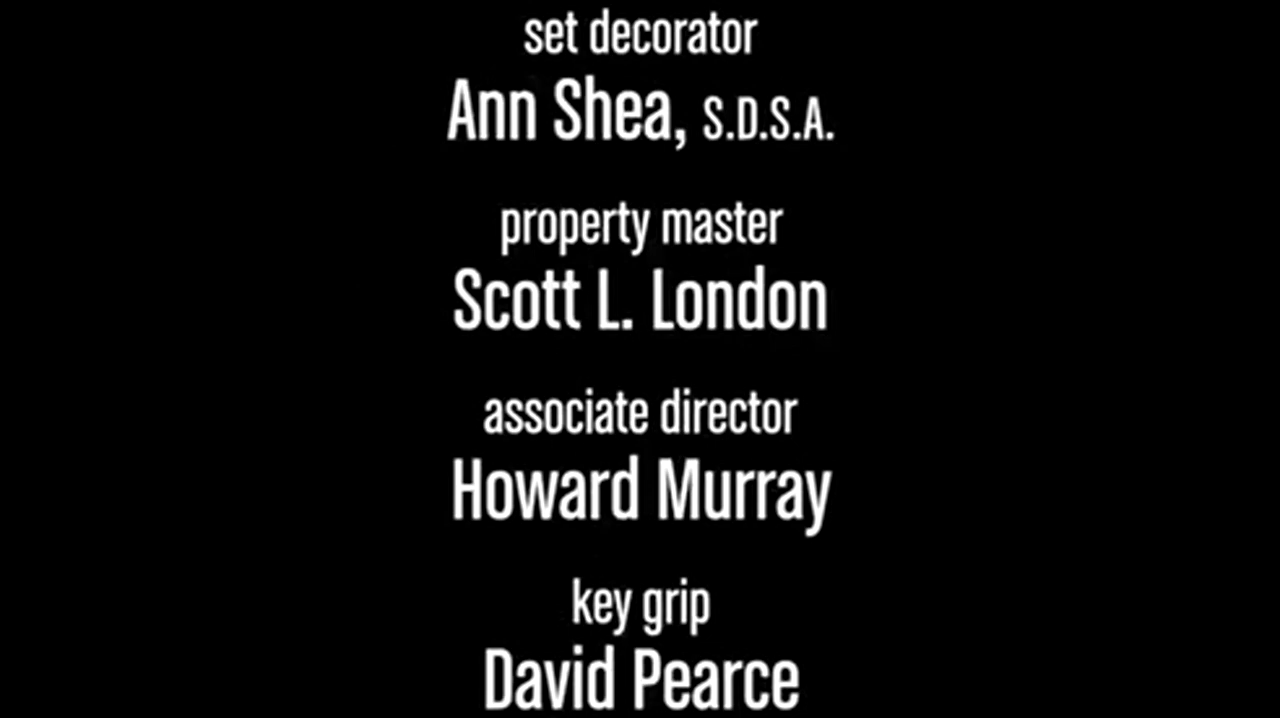 set decorator
Ann Shea, S.D.S.A.
property master
Scott L. London
associate director
Howard Murray
key grip
David Pearce